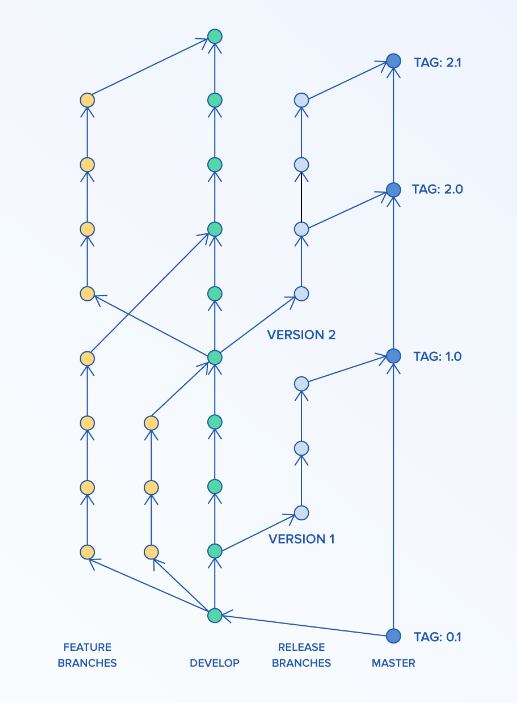 TAG: 2.1
TAG: 2.0
VERSION 2
TAG: 1.0
VERSION 1
TAG: 0.1
FEATURE
BRANCHES
DEVELOP
RELEASE
BRANCHES
MASTER